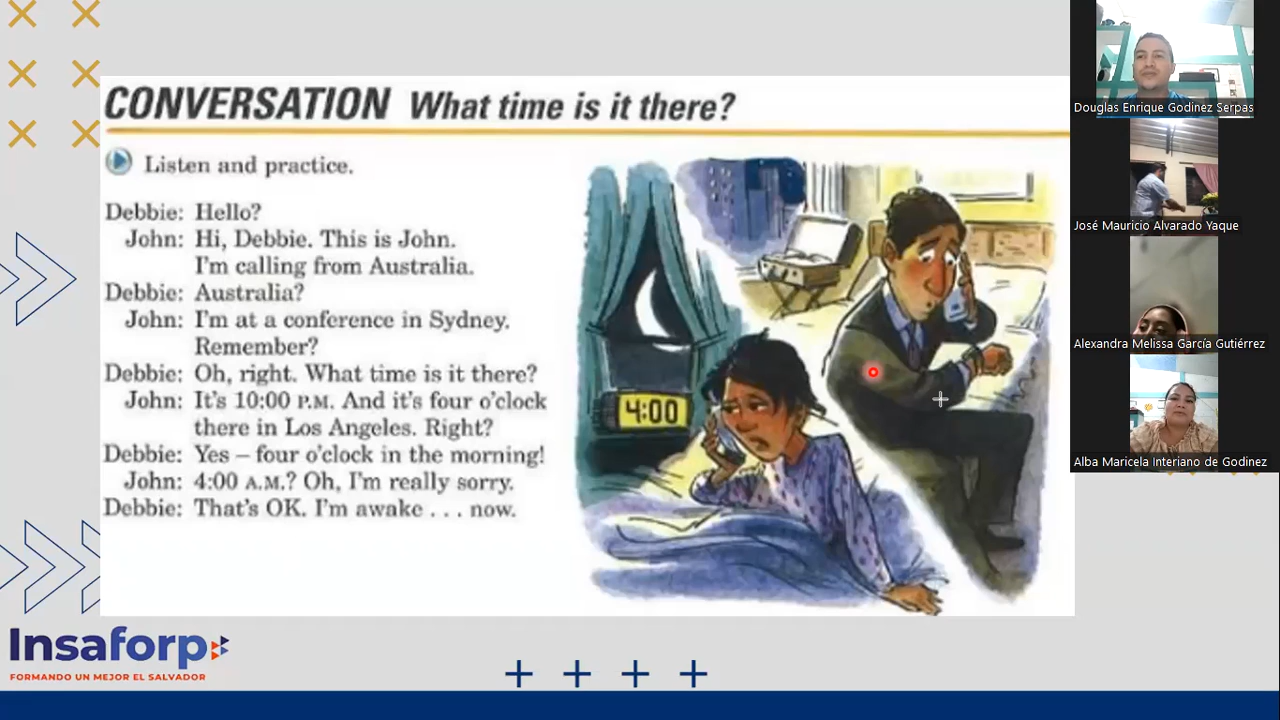 CONVERSATION What time is it there?
Listen and practice.
Debbie: Hello?
John: Hi, Debbie. This is John.
I'm calling from Australia.
Debbie: Australia?
John: I'm at a conference in Sydney.
Remember?
Debbie: Oh, right. What time is it there?
John: It's 10:00 P.M. And it's four o'clock
there in Los Angeles. Right?
Debbie: Yes – four o'clock in the morning!
John: 4:00 A.M.? Oh, I'm really sorry.
Debbie: That's OK. I'm awake . . . now.
4:00
Insaforp
FORMANDO UN MEJOR EL SALVADOR
Douglas Enrique Godinez Serpas
José Mauricio Alvarado Yaque
Alexandra Melissa García Gutiérrez
Alba Maricela Interiano de Godinez